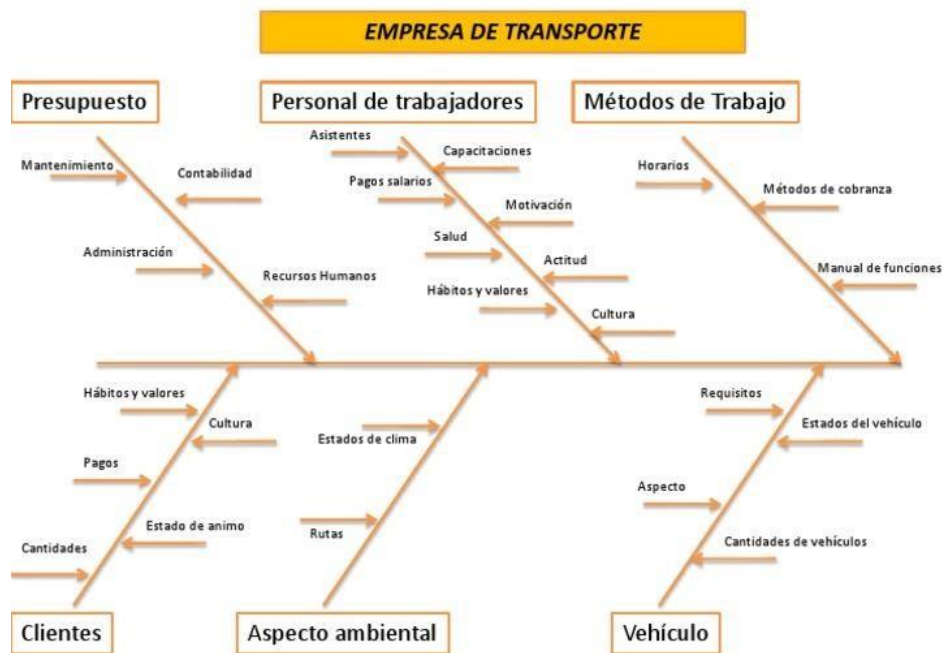 EMPRESA DE TRANSPORTE
Presupuesto
Personal de trabajadores
Métodos de Trabajo
Mantenimiento
Contabilidad
Administración
Recursos Humanos
Asistentes
Capacitaciones
Pagos salarios
Motivación
Salud
Actitud
Hábitos y valores
Cultura
Horarios
Métodos de cobranza
Manual de funciones
Hábitos y valores
Cultura
Pagos
Estado de animo
Cantidades
Estados de clima
Rutas
Requisitos
Estados del vehículo
Aspecto
Cantidades de vehículos
Clientes
Aspecto ambiental
Vehículo